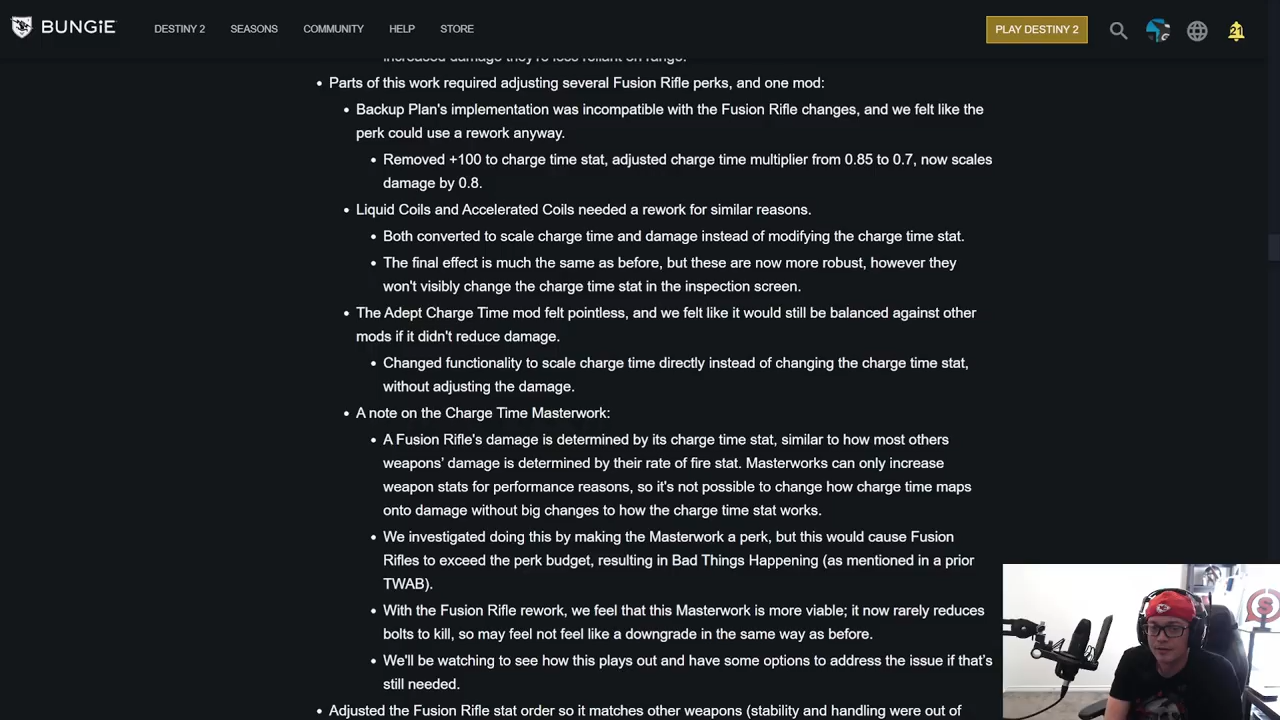 BUNGiE
DESTINY 2
SEASONS
COMMUNITY
HELP
STORE
PLAY DESTINY 2
21
increased damage they're less reliant on range.
• Parts of this work required adjusting several Fusion Rifle perks, and one mod:
• Backup Plan's implementation was incompatible with the Fusion Rifle changes, and we felt like the
perk could use a rework anyway.
• Removed +100 to charge time stat, adjusted charge time multiplier from 0.85 to 0.7, now scales
damage by 0.8.
• Liquid Coils and Accelerated Coils needed a rework for similar reasons.
• Both converted to scale charge time and damage instead of modifying the charge time stat.
• The final effect is much the same as before, but these are now more robust, however they
won't visibly change the charge time stat in the inspection screen.
• The Adept Charge Time mod felt pointless, and we felt like it would still be balanced against other
mods if it didn't reduce damage.
• Changed functionality to scale charge time directly instead of changing the charge time stat,
without adjusting the damage.
• A note on the Charge Time Masterwork:
• A Fusion Rifle's damage is determined by its charge time stat, similar to how most others
weapons’ damage is determined by their rate of fire stat. Masterworks can only increase
weapon stats for performance reasons, so it's not possible to change how charge time maps
onto damage without big changes to how the charge time stat works.
• We investigated doing this by making the Masterwork a perk, but this would cause Fusion
Rifles to exceed the perk budget, resulting in Bad Things Happening (as mentioned in a prior
TWAB).
• With the Fusion Rifle rework, we feel that this Masterwork is more viable; it now rarely reduces
bolts to kill, so may feel not feel like a downgrade in the same way as before.
• We'll be watching to see how this plays out and have some options to address the issue if that’s
still needed.
• Adjusted the Fusion Rifle stat order so it matches other weapons (stability and handling were out of